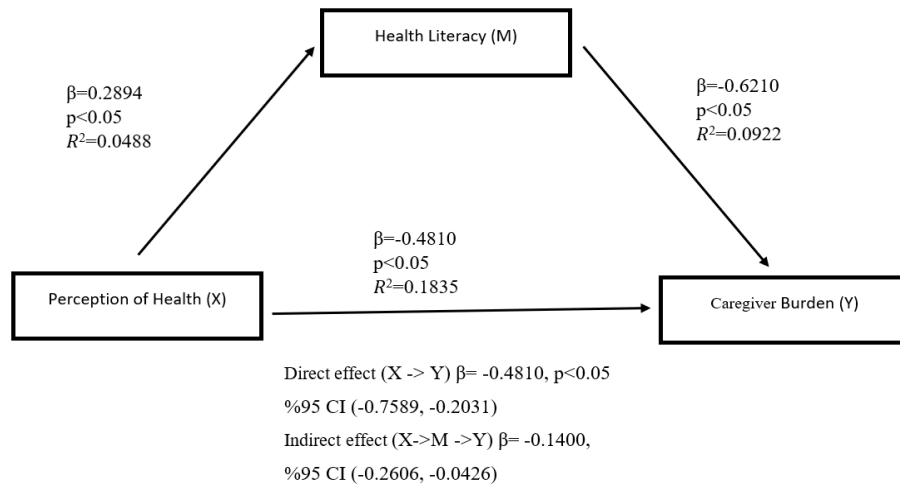 Health Literacy (M)
β=0.2894
p<0.05
R²=0.0488
β=-0.6210
p<0.05
R²=0.0922
β=-0.4810
p<0.05
R²=0.1835
Perception of Health (X)
Caregiver Burden (Y)
Direct effect (X -> Y) β= -0.4810, p<0.05
%95 CI (-0.7589, -0.2031)
Indirect effect (X->M ->Y) β= -0.1400,
%95 CI (-0.2606, -0.0426)